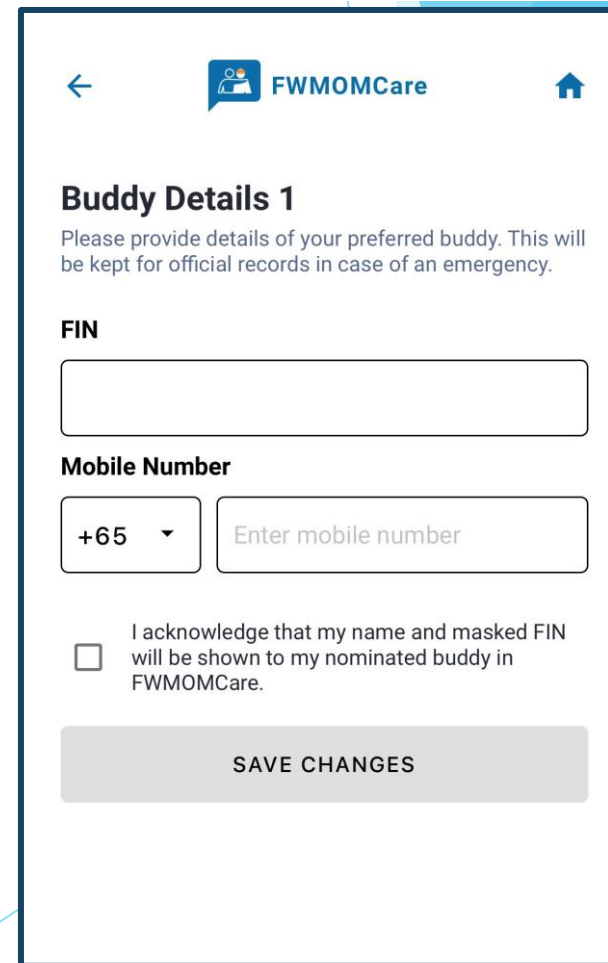 FWMOMCare
Buddy Details 1
Please provide details of your preferred buddy. This will
be kept for official records in case of an emergency.
FIN
Mobile Number
+65
Enter mobile number
I acknowledge that my name and masked FIN
will be shown to my nominated buddy in
FWMOMCare.
SAVE CHANGES